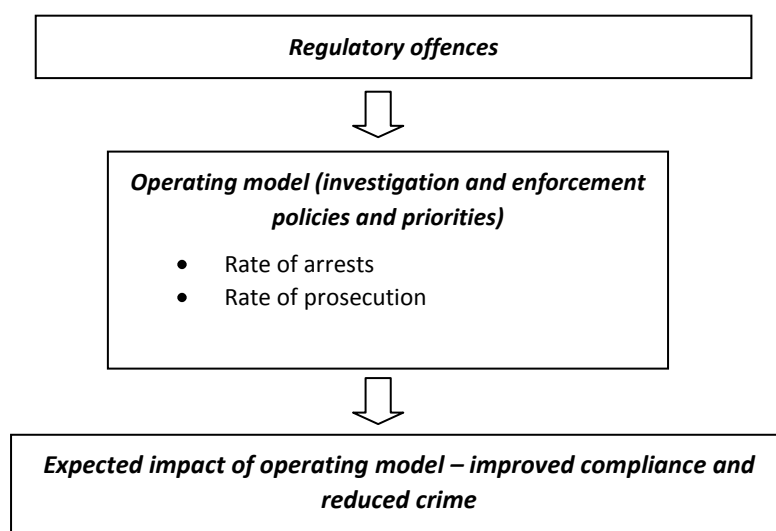 Regulatory offences
Operating model (investigation and enforcement
policies and priorities)
• Rate of arrests
• Rate of prosecution
Expected impact of operating model – improved compliance and
reduced crime